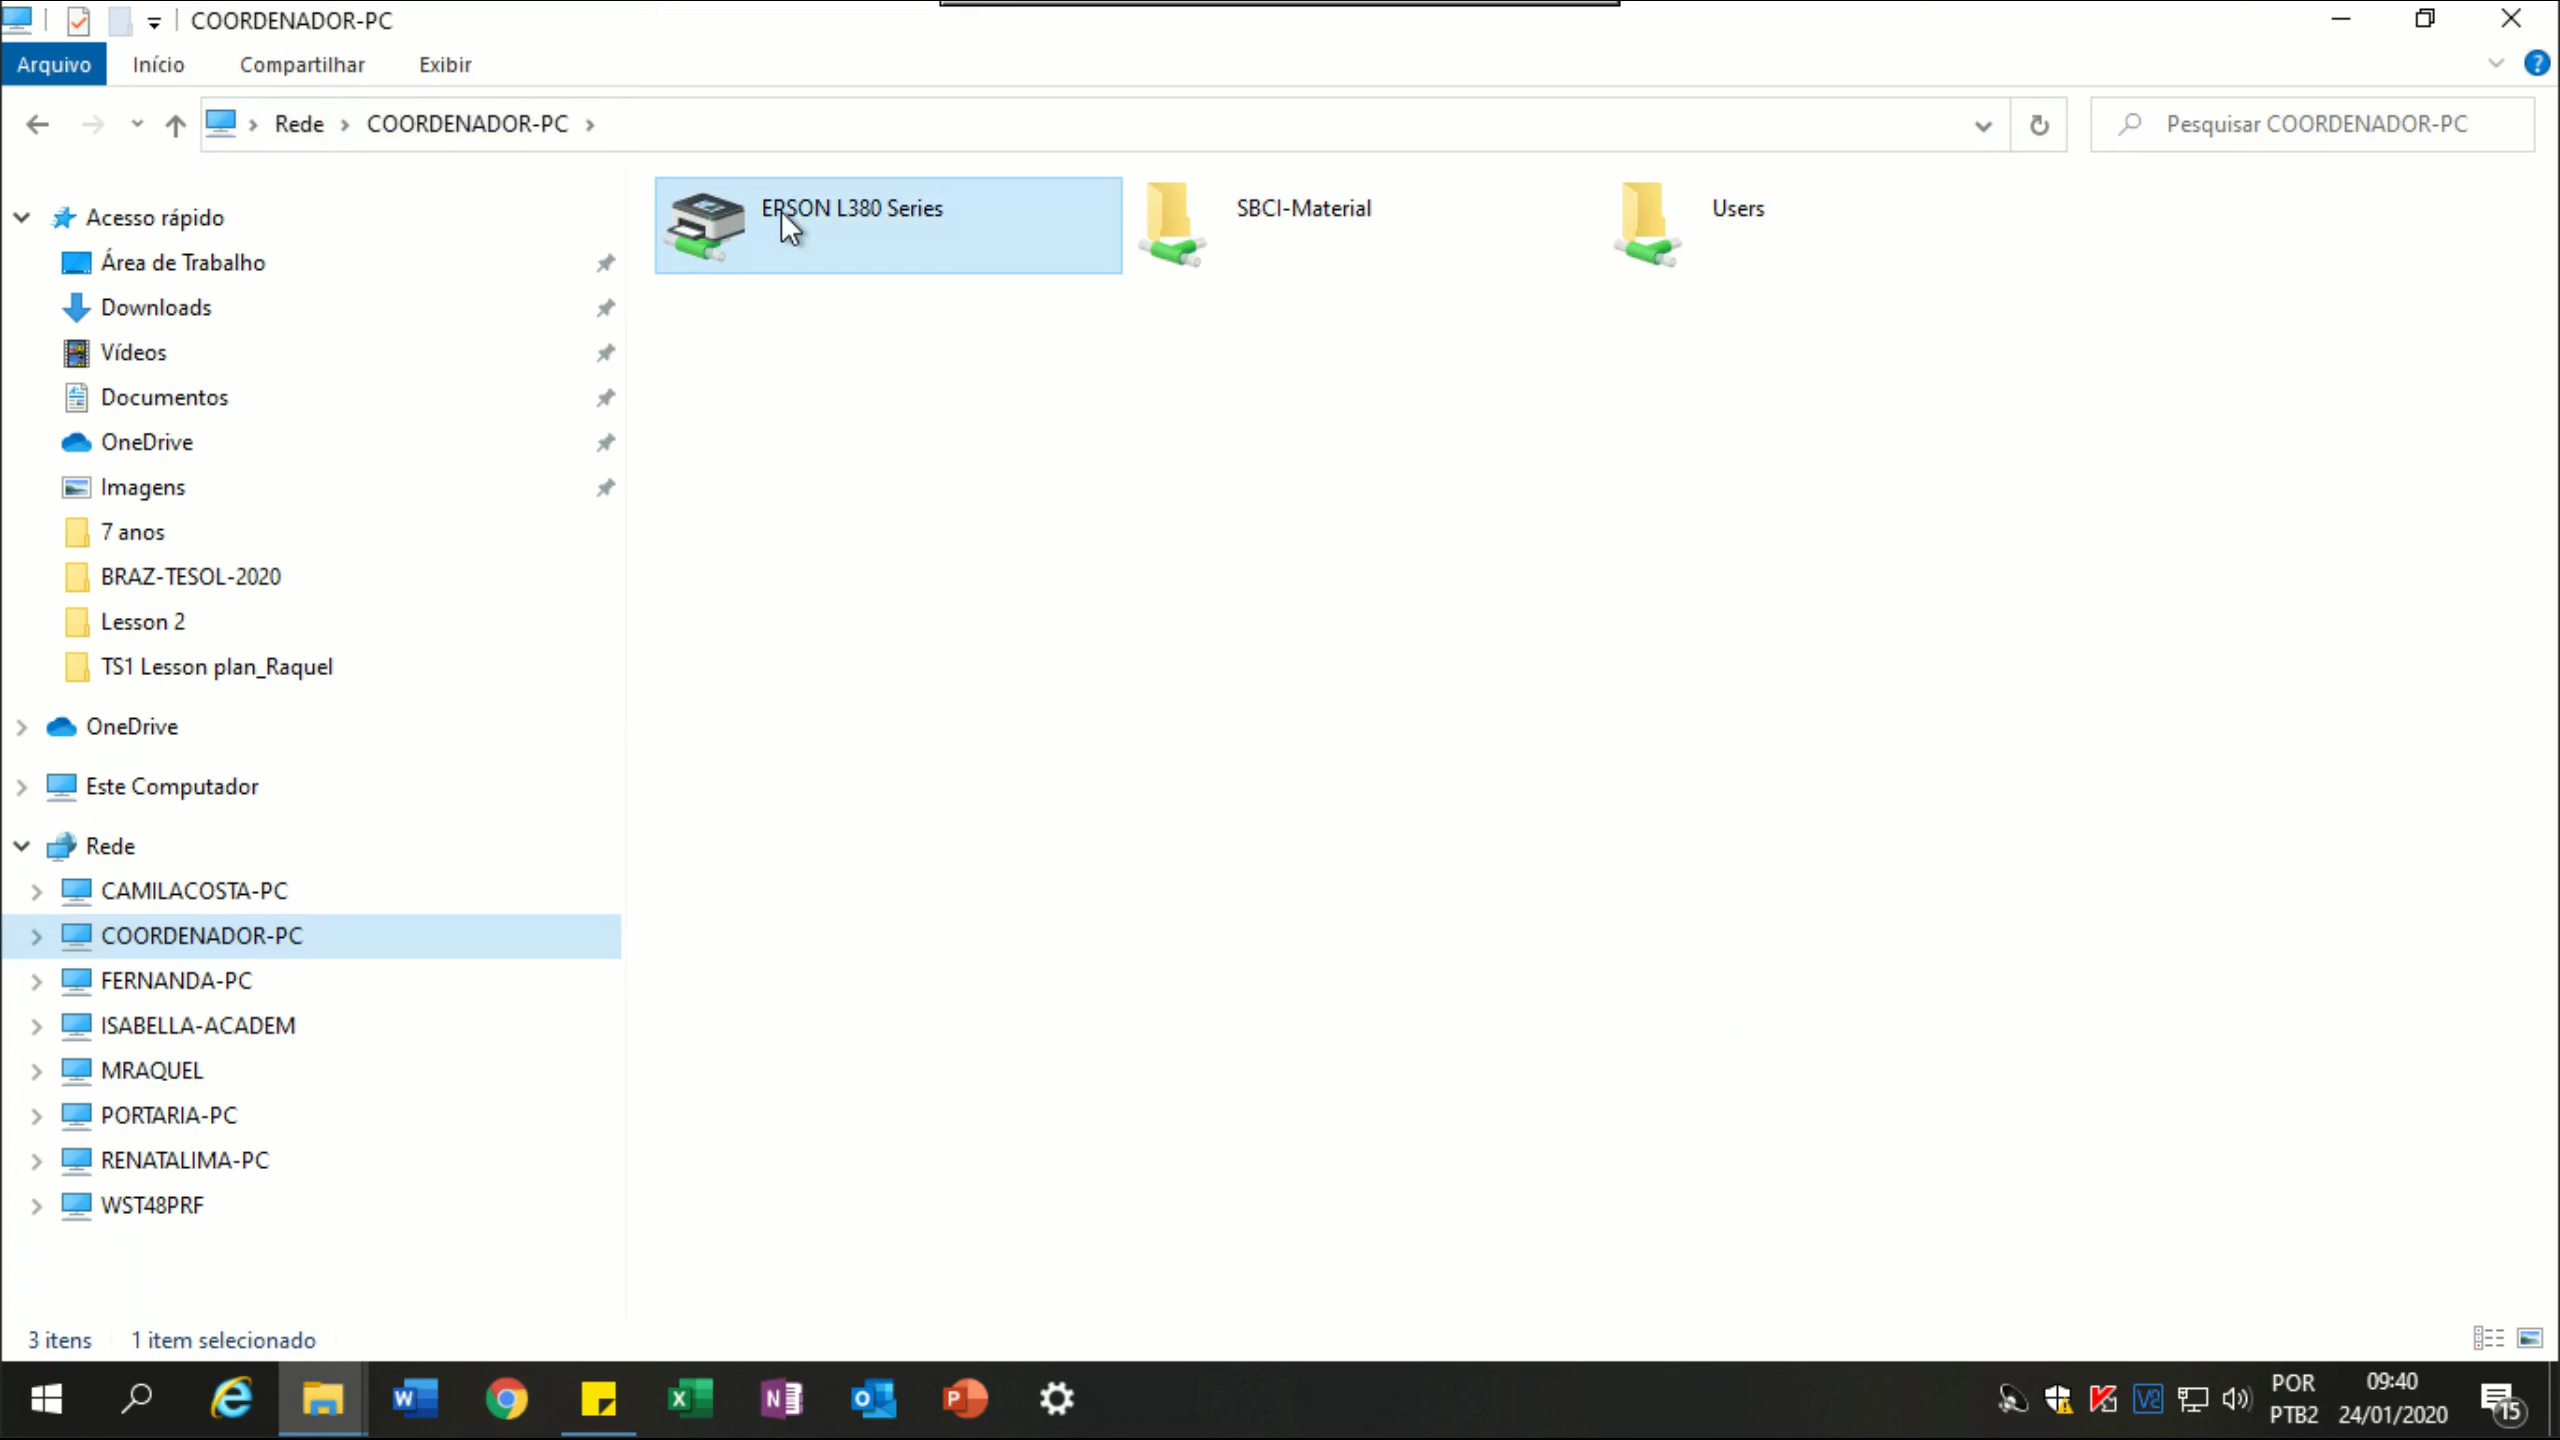 COORDENADOR-PC
Arquivo Início Compartilhar Exibir
Rede COORDENADOR-PC
Pesquisar COORDENADOR-PC
Acesso rápido
Área de Trabalho
Downloads
Vídeos
Documentos
OneDrive
Imagens
7 anos
BRAZ-TESOL-2020
Lesson 2
TS1 Lesson plan_Raquel
OneDrive
Este Computador
Rede
CAMILACOSTA-PC
COORDENADOR-PC
FERNANDA-PC
ISABELLA-ACADEM
MRAQUEL
PORTARIA-PC
RENATALIMA-PC
WST48PRF
EPSON L380 Series
SBCI-Material
Users
3 itens 1 item selecionado
POR 09:40
PTB2 24/01/2020
15